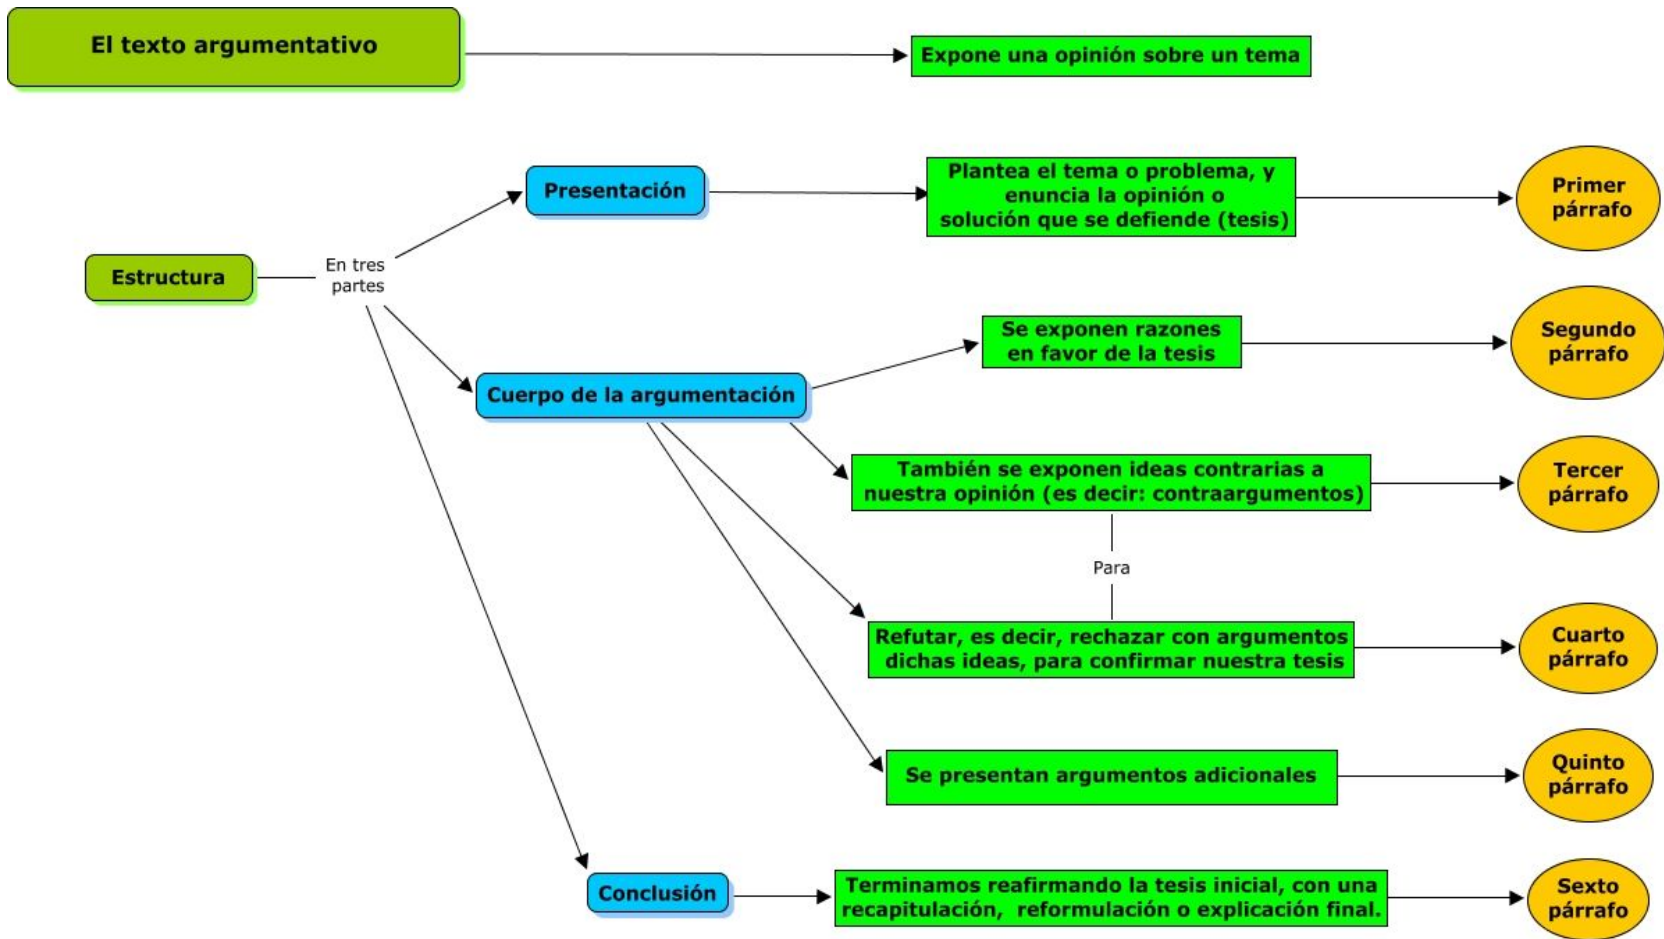 El texto argumentativo
Expone una opinión sobre un tema
Presentación
Plantea el tema o problema, y
enuncia la opinión o
solución que se defiende (tesis)
Primer
párrafo
Estructura
En tres
partes
Segundo
párrafo
Se exponen razones
en favor de la tesis
Cuerpo de la argumentación
También se exponen ideas contrarias a
nuestra opinión (es decir: contraargumentos)
Tercer
párrafo
Para
Refutar, es decir, rechazar con argumentos
dichas ideas, para confirmar nuestra tesis
Cuarto
párrafo
Se presentan argumentos adicionales
Quinto
párrafo
Conclusión
Terminamos reafirmando la tesis inicial, con una
recapitulación, reformulación o explicación final.
Sexto
párrafo